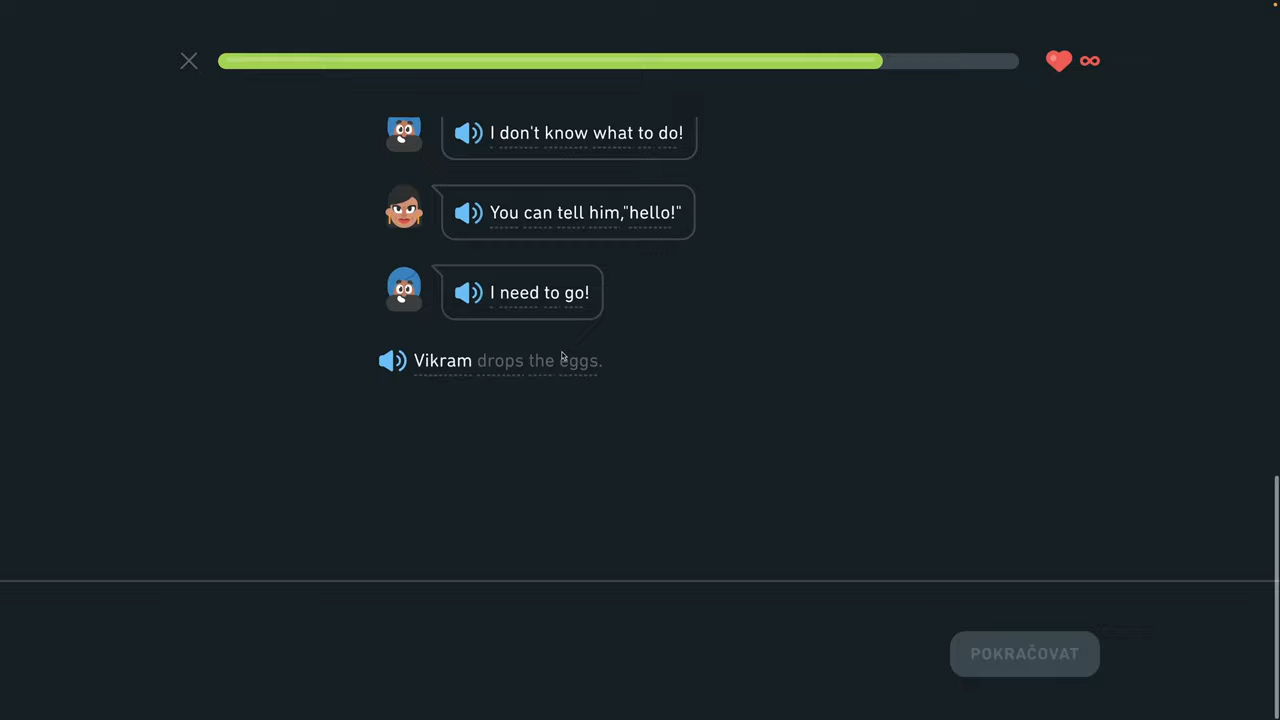 I don't know what to do!
You can tell him,"hello!"
I need to go!
Vikram drops the eggs.
POKRAČOVAT